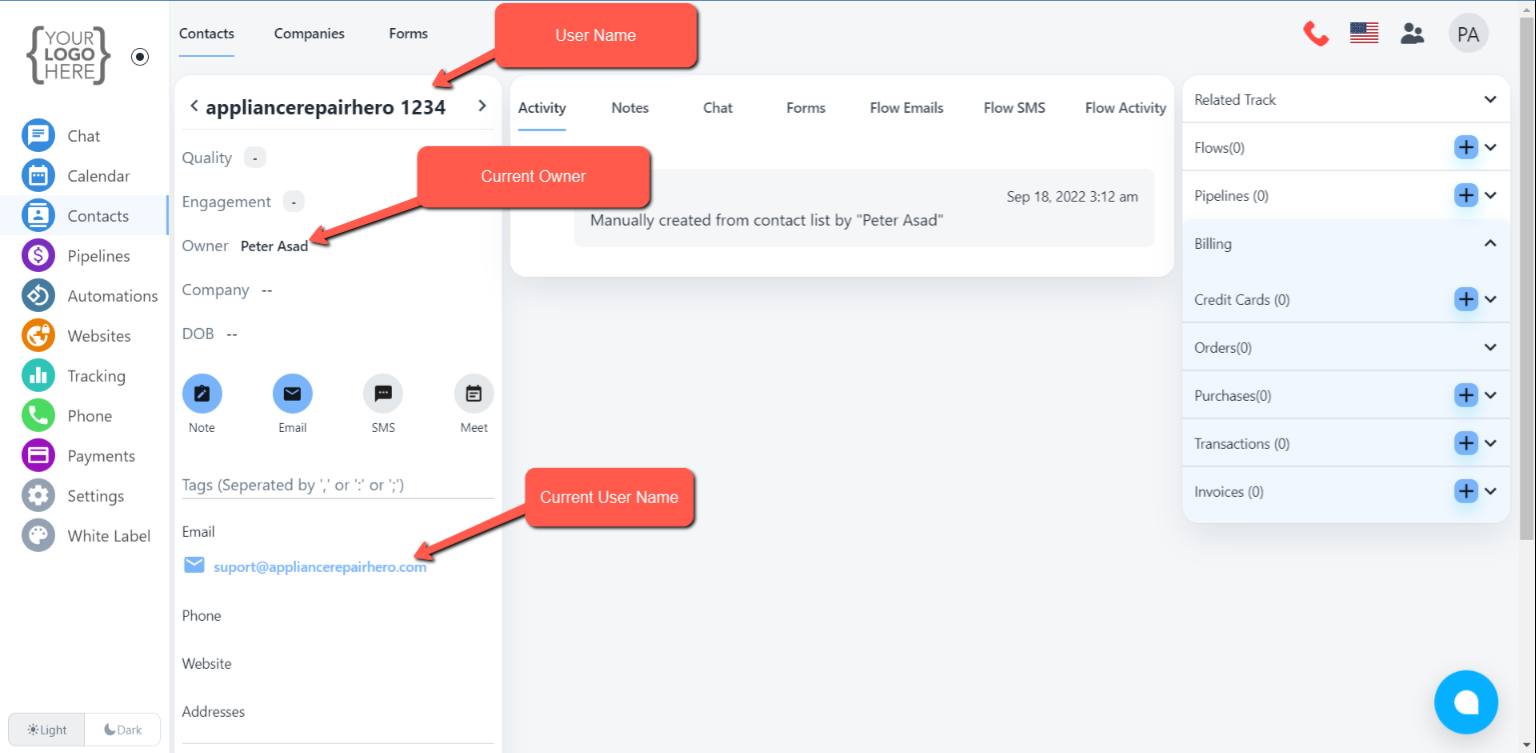 YOUR
LOGO
HERE
Chat
Calendar
Contacts
Pipelines
Automations
Websites
Tracking
Phone
Payments
Settings
White Label
Light
Dark
Contacts
Companies
Forms
User Name
PA
appliancerepairhero 1234
Quality -
Engagement -
Current Owner
Owner Peter Asad
Company --
DOB --
Note
Email
SMS
Meet
Tags (Seperated by ',' or ':' or ';')
Current User Name
Email
suport@appliancerepairhero.com
Phone
Website
Addresses
Activity
Notes
Chat
Forms
Flow Emails
Flow SMS
Flow Activity
Sep 18, 2022 3:12 am
Manually created from contact list by "Peter Asad"
Related Track
Flows(0)
Pipelines (0)
Billing
Credit Cards (0)
Orders(0)
Purchases(0)
Transactions (0)
Invoices (0)